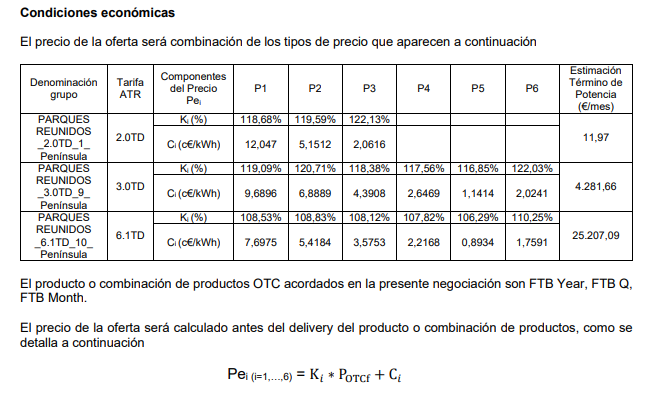 Condiciones económicas
El precio de la oferta será combinación de los tipos de precio que aparecen a continuación
Denominación grupo | Tarifa ATR | Componentes del Precio Peᵢ | P1 | P2 | P3 | P4 | P5 | P6 | Estimación Término de Potencia (€/mes)
PARQUES REUNIDOS _2.0TD_1_ Península | 2.0TD | Kᵢ (%) | 118,68% | 119,59% | 122,13% | | | | 11,97
Cᵢ (c€/kWh) | 12,047 | 5,1512 | 2,0616
PARQUES REUNIDOS _3.0TD_9_ Península | 3.0TD | Kᵢ (%) | 119,09% | 120,71% | 118,38% | 117,56% | 116,85% | 122,03% | 4.281,66
Cᵢ (c€/kWh) | 9,6896 | 6,8889 | 4,3908 | 2,6469 | 1,1414 | 2,0241
PARQUES REUNIDOS _6.1TD_10_ Península | 6.1TD | Kᵢ (%) | 108,53% | 108,83% | 108,12% | 107,82% | 106,29% | 110,25% | 25.207,09
Cᵢ (c€/kWh) | 7,6975 | 5,4184 | 3,5753 | 2,2168 | 0,8934 | 1,7591
El producto o combinación de productos OTC acordados en la presente negociación son FTB Year, FTB Q,
FTB Month.
El precio de la oferta será calculado antes del delivery del producto o combinación de productos, como se
detalla a continuación
Peᵢ (i=1,...,6) = Kᵢ ∗ P_OTCf + Cᵢ